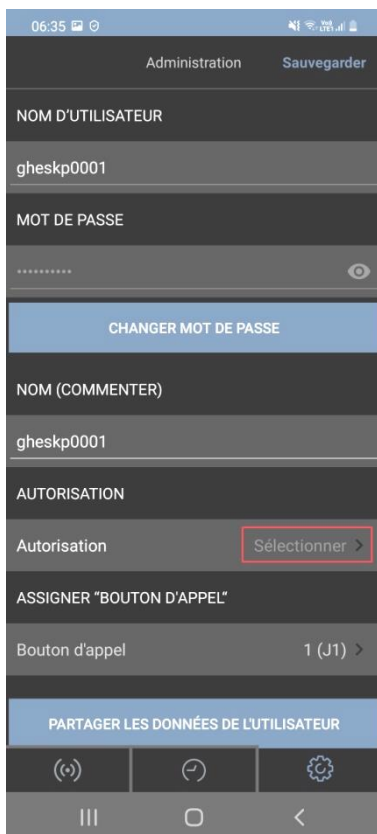 06:35
Administration Sauvegarder
NOM D'UTILISATEUR
gheskp0001
MOT DE PASSE
••••••••••
CHANGER MOT DE PASSE
NOM (COMMENTER)
gheskp0001
AUTORISATION
Autorisation Sélectionner >
ASSIGNER "BOUTON D'APPEL"
Bouton d'appel 1 (J1) >
PARTAGER LES DONNÉES DE L'UTILISATEUR